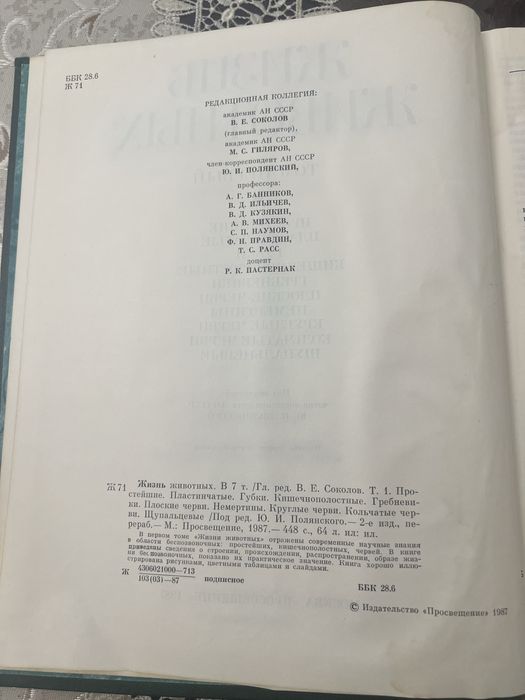 ББК 28.6
Ж 71
РЕДАКЦИОННАЯ КОЛЛЕГИЯ:
академик АН СССР
В. Е. СОКОЛОВ
(главный редактор),
академик АН СССР
М. С. ГИЛЯРОВ,
член-корреспондент АН СССР
Ю. И. ПОЛЯНСКИЙ,
профессора:
А. Г. БАННИКОВ,
В. Д. ИЛЬИЧЕВ,
Б. Д. КУЗЯКИН,
А. В. МИХЕЕВ,
С. П. НАУМОВ,
Ф. Н. ПРАВДИН,
Т. С. РАСС
доцент
Р. К. ПАСТЕРНАК
Ж 71 Жизнь животных. В 7 т. /Гл. ред. В. Е. Соколов. Т. 1. Про-
стейшие. Пластинчатые. Губки. Кишечнополостные. Гребневи-
ки. Плоские черви. Немертины. Круглые черви. Кольчатые чер-
ви. Щупальцевые /Под ред. Ю. И. Полянского.— 2-е изд., пе-
рераб.— М.: Просвещение, 1987.— 448 с., 64 л. ил: ил.
В первом томе «Жизни животных» отражены современные научные знания
в области беспозвоночных: простейших, кишечнополостных, червей. В книге
приведены сведения о строении, происхождении, распространении, образе жиз-
ни беспозвоночных, показано их практическое значение. Книга хорошо иллю-
стрирована рисунками, цветными таблицами и слайдами.
Ж 4306021000—713
103(03)—87 подписное
ББК 28.6
© Издательство «Просвещение» 1987